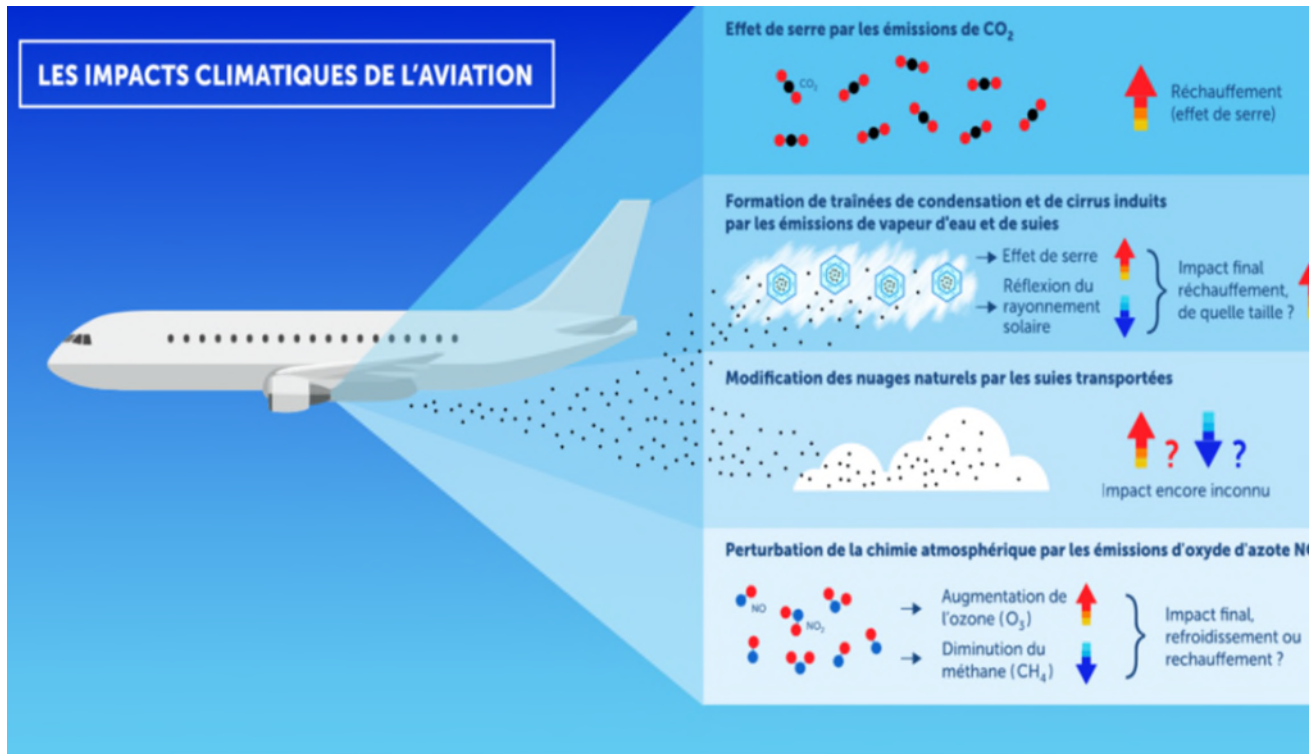 LES IMPACTS CLIMATIQUES DE L'AVIATION
Effet de serre par les émissions de CO₂
CO₂
Réchauffement
(effet de serre)
Formation de traînées de condensation et de cirrus induits
par les émissions de vapeur d'eau et de suies
Effet de serre
Réflexion du
rayonnement
solaire
Impact final
réchauffement,
de quelle taille ?
Modification des nuages naturels par les suies transportées
? ?
Impact encore inconnu
Perturbation de la chimie atmosphérique par les émissions d'oxyde d'azote
NO
NO₂
Augmentation de
l'ozone (O₃)
Diminution du
méthane (CH₄)
Impact final,
refroidissement ou
rechauffement ?